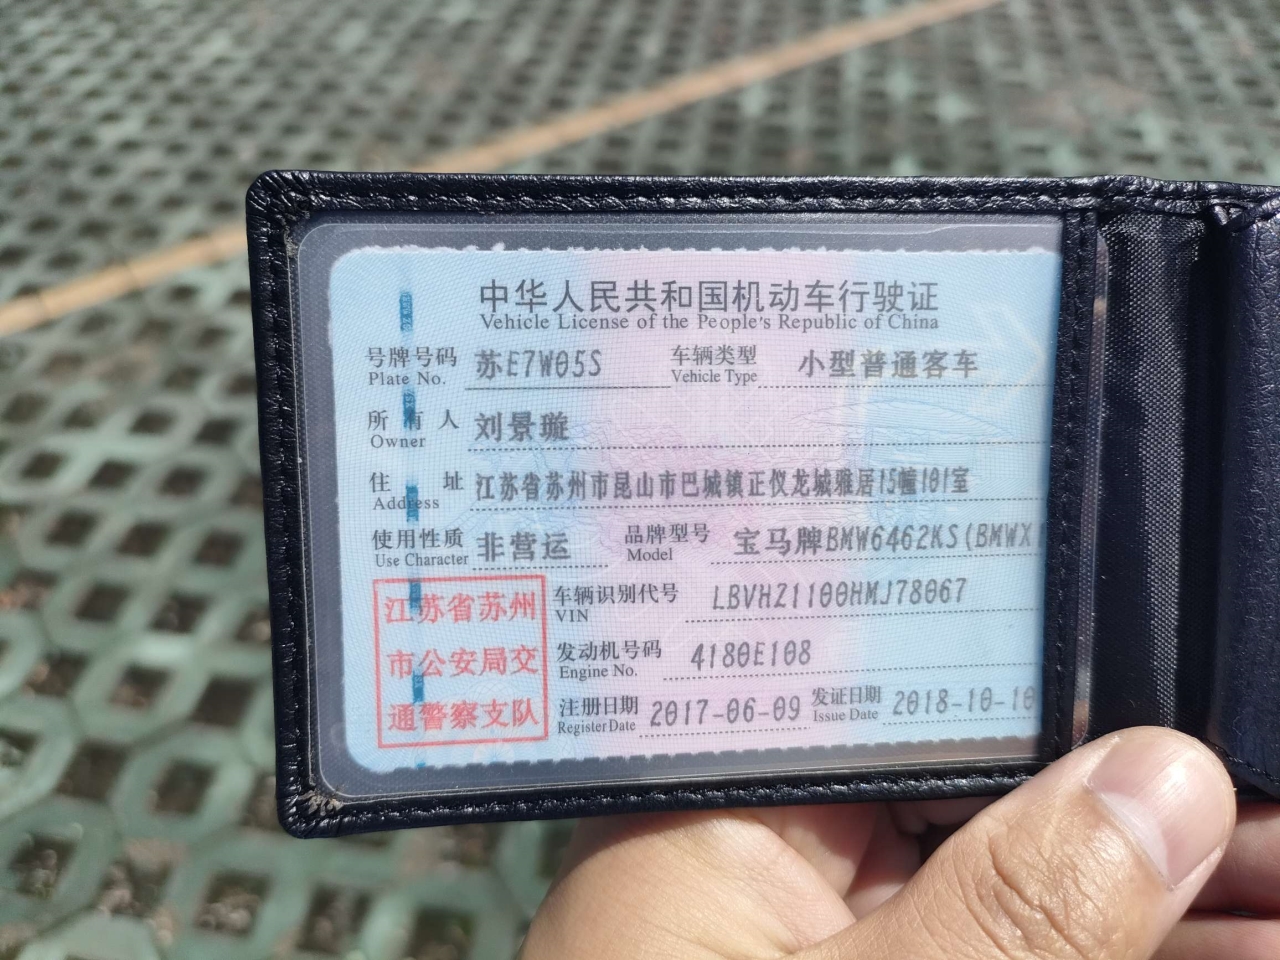 中华人民共和国机动车行驶证
Vehicle License of the People's Republic of China
号牌号码 苏E7W05S 车辆类型 小型普通客车
Plate No. Vehicle Type
所有人 刘景璇
Owner
住址 江苏省苏州市昆山市巴城镇正仪龙城雅居15幢101室
Address
使用性质 非营运 品牌型号 宝马牌BMW6462KS(BMWX1
Use Character Model
江苏省苏州 车辆识别代号 LBVHZ1100HMJ78067
VIN
市公安局交 发动机号码 4180E108
Engine No.
通警察支队 注册日期 2017-06-09 发证日期 2018-10-10
Register Date Issue Date